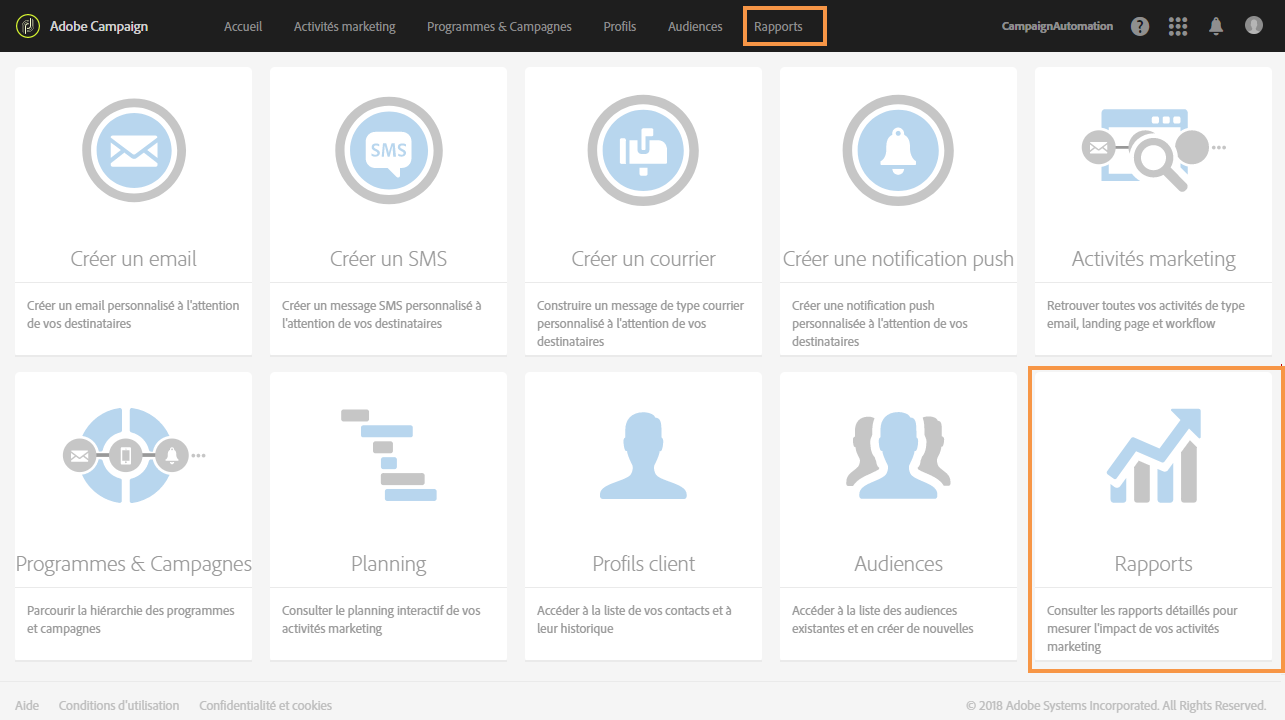 Adobe Campaign
Accueil
Activités marketing
Programmes & Campagnes
Profils
Audiences
Rapports
CampaignAutomation
?
SMS
Créer un email
Créer un email personnalisé à l'attention
de vos destinataires
Créer un SMS
Créer un message SMS personnalisé à
l'attention de vos destinataires
Créer un courrier
Construire un message de type courrier
personnalisé à l'attention de vos
destinataires
Créer une notification push
Créer une notification push
personnalisée à l'attention de vos
destinataires
Activités marketing
Retrouver toutes vos activités de type
email, landing page et workflow
Programmes & Campagnes
Parcourir la hiérarchie des programmes
et campagnes
Planning
Consulter le planning interactif de vos
activités marketing
Profils client
Accéder à la liste de vos contacts et à
leur historique
Audiences
Accéder à la liste des audiences
existantes et en créer de nouvelles
Rapports
Consulter les rapports détaillés pour
mesurer l'impact de vos activités
marketing
Aide
Conditions d'utilisation
Confidentialité et cookies
© 2018 Adobe Systems Incorporated. All Rights Reserved.